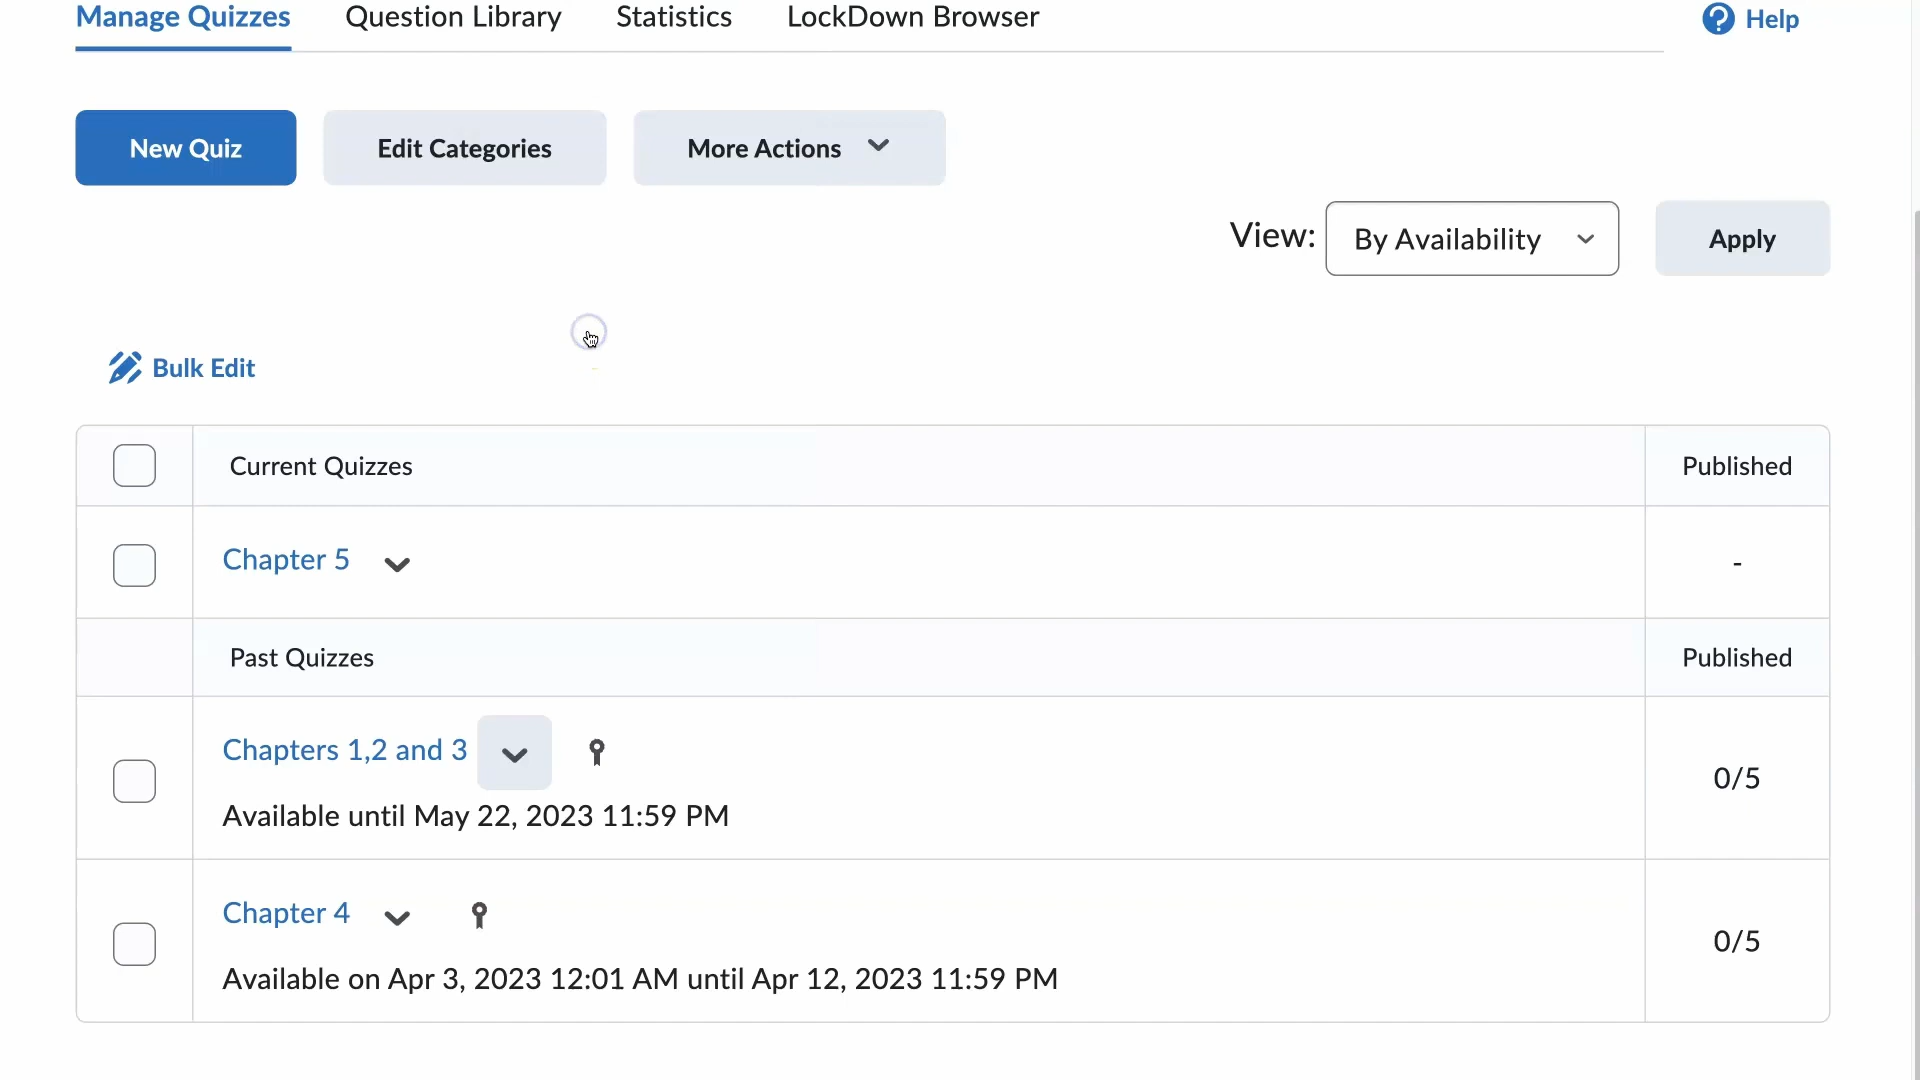 Manage Quizzes Question Library Statistics LockDown Browser Help
New Quiz Edit Categories More Actions
View: By Availability Apply
Bulk Edit
Current Quizzes Published
Chapter 5 -
Past Quizzes Published
Chapters 1,2 and 3
Available until May 22, 2023 11:59 PM 0/5
Chapter 4
Available on Apr 3, 2023 12:01 AM until Apr 12, 2023 11:59 PM 0/5